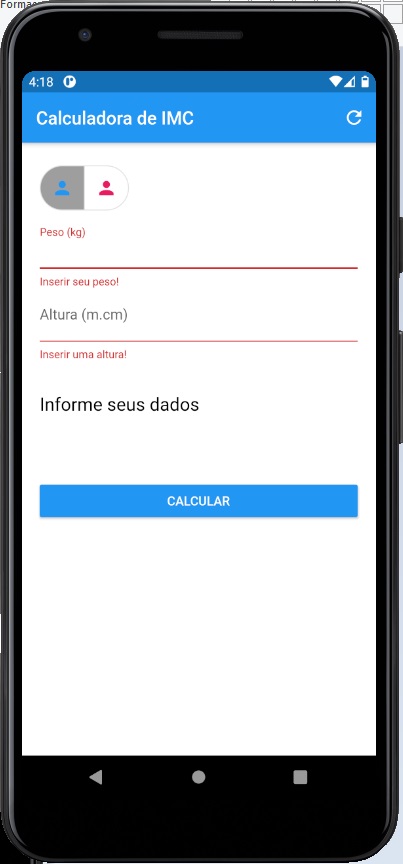 Formas
4:18
Calculadora de IMC
Peso (kg)
Inserir seu peso!
Altura (m.cm)
Inserir uma altura!
Informe seus dados
CALCULAR